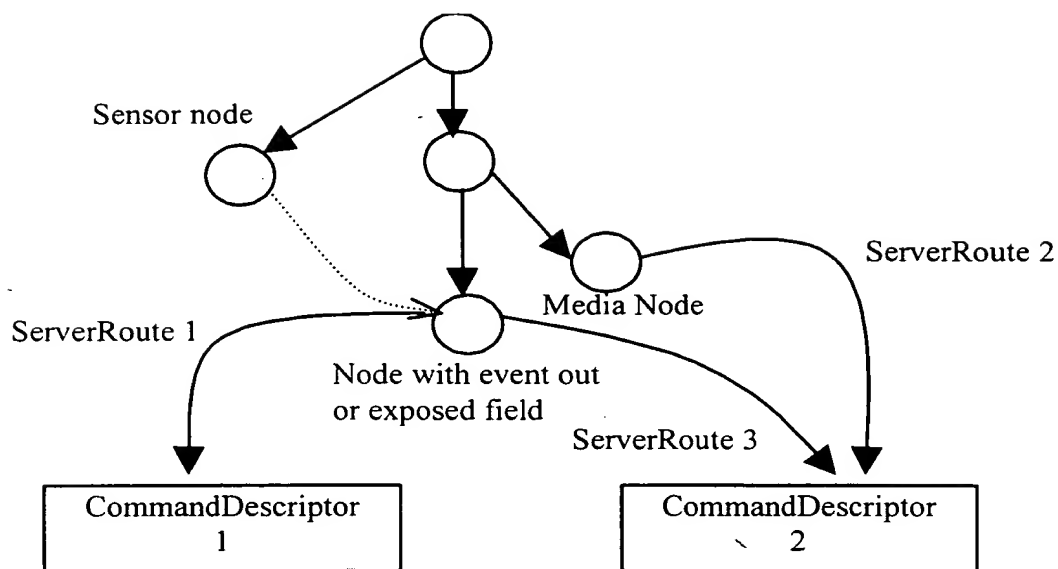 Sensor node
ServerRoute 2
Media Node
ServerRoute 1
Node with event out
or exposed field
ServerRoute 3
CommandDescriptor
1
CommandDescriptor
2